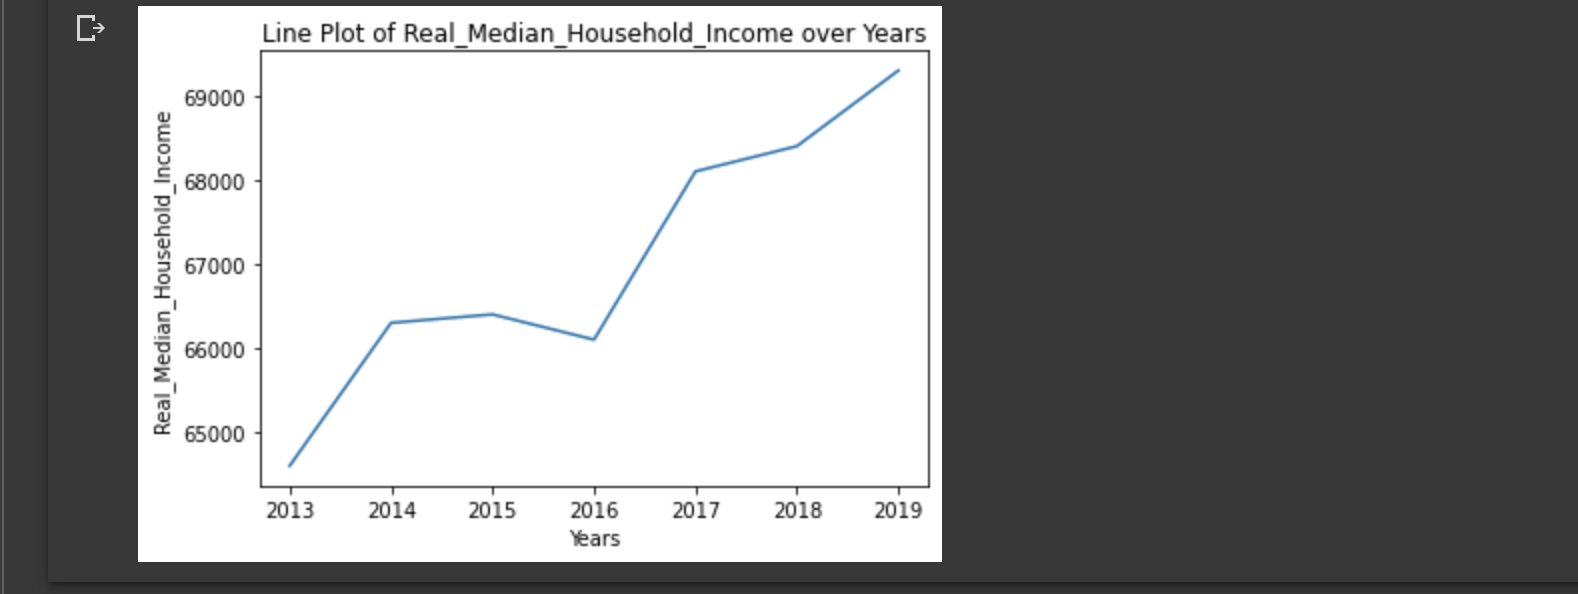 Line Plot of Real_Median_Household_Income over Years
Real_Median_Household_Income
69000
68000
67000
66000
65000
2013 2014 2015 2016 2017 2018 2019
Years